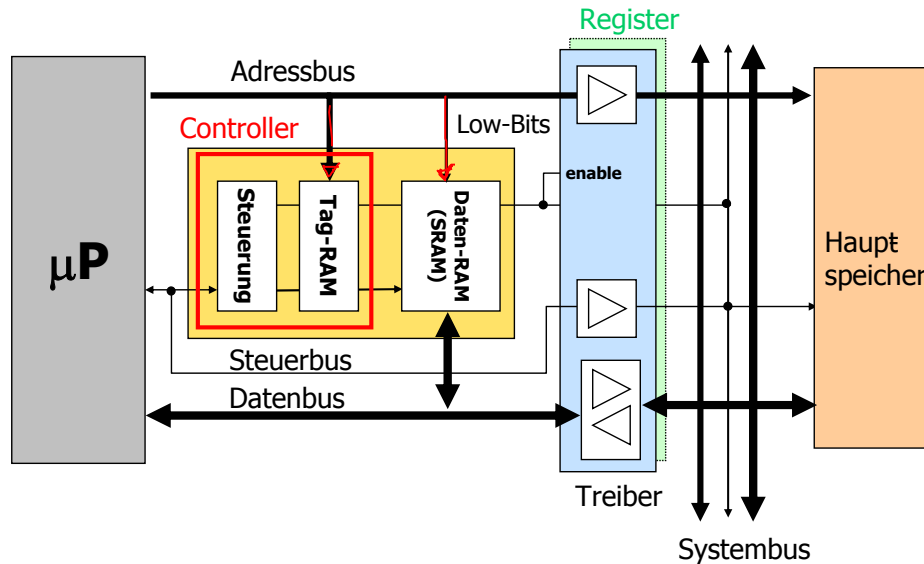 Register
Adressbus
Controller
Low-Bits
enable
Steuerung
Tag-RAM
Daten-RAM
(SRAM)
µP
Haupt
speicher
Steuerbus
Datenbus
Treiber
Systembus